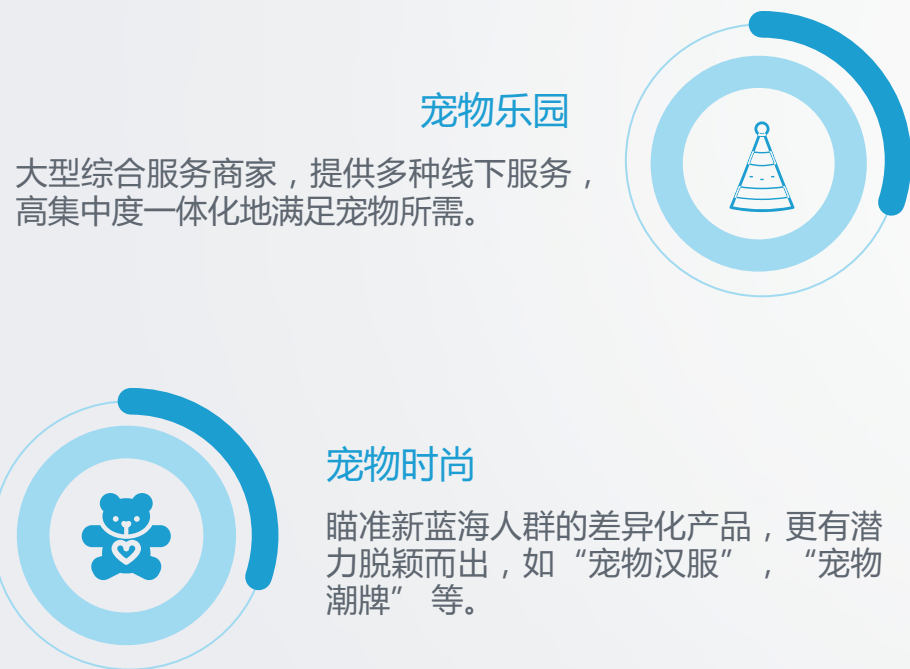 宠物乐园
大型综合服务商家，提供多种线下服务，
高集中度一体化地满足宠物所需。
宠物时尚
瞄准新蓝海人群的差异化产品，更有潜
力脱颖而出，如“宠物汉服”，“宠物
潮牌” 等。